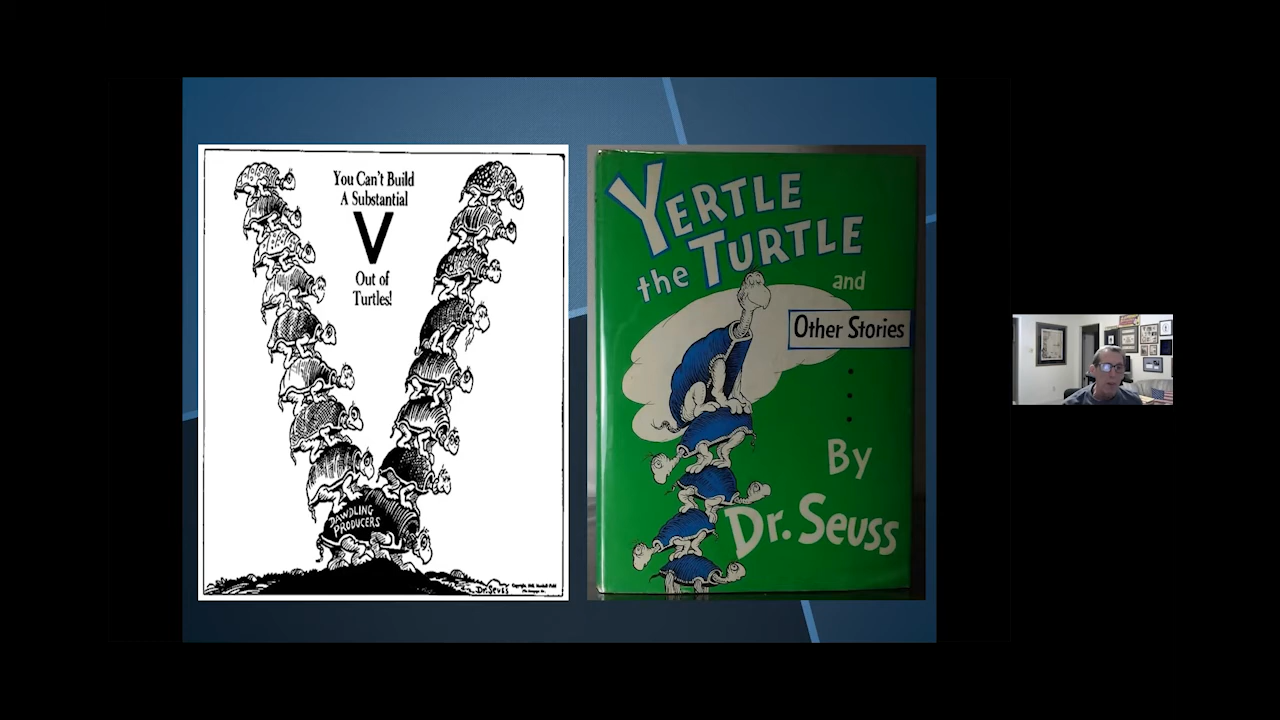 You Can't Build
A Substantial
V
Out of
Turtles!
DAWDLING
PRODUCERS
Dr. Seuss
YERTLE
the TURTLE
and
Other Stories
By
Dr. Seuss